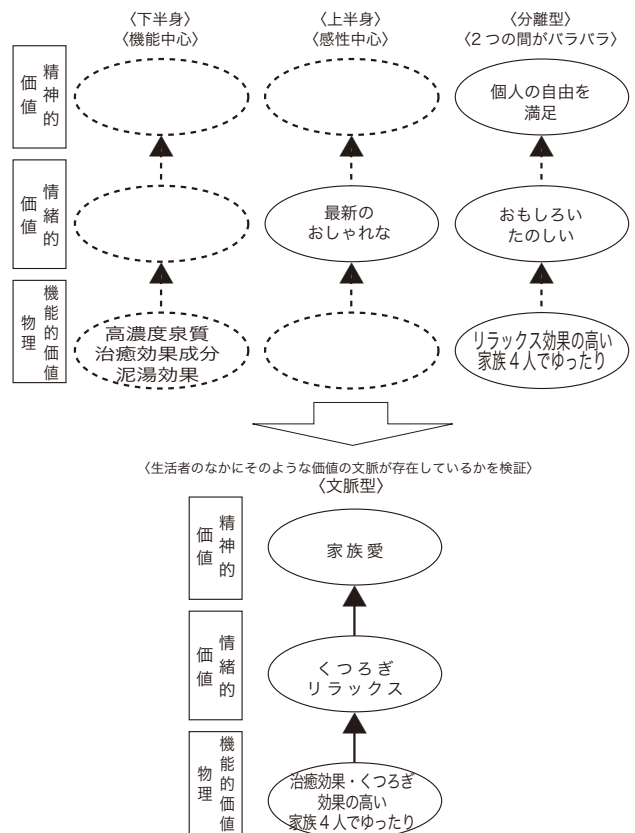 〈下半身〉
〈機能中心〉
〈上半身〉
〈感性中心〉
〈分離型〉
〈2つの間がバラバラ〉
精神的
価値
個人の自由を
満足
情緒的
価値
最新の
おしゃれな
おもしろい
たのしい
機能的価値
物理
高濃度泉質
治癒効果成分
泥湯効果
リラックス効果の高い
家族4人でゆったり
〈生活者のなかにそのような価値の文脈が存在しているかを検証〉
〈文脈型〉
精神的
価値
家族愛
情緒的
価値
くつろぎ
リラックス
機能的価値
物理
治癒効果・くつろぎ
効果の高い
家族4人でゆったり